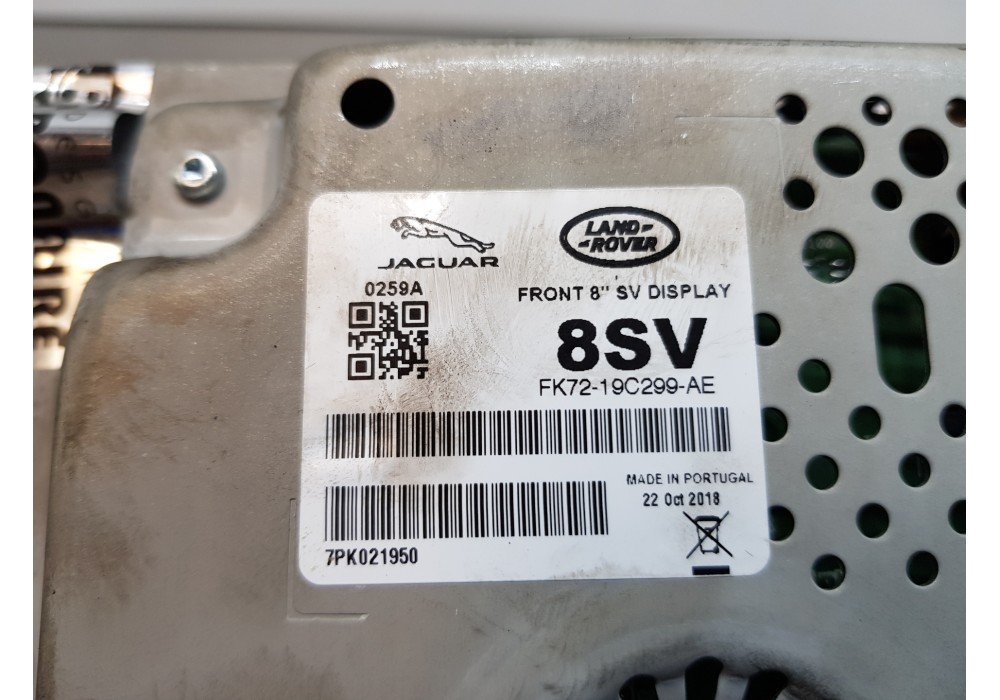 JAGUAR
LAND
ROVER
0259A
FRONT 8" SV DISPLAY
8SV
FK72-19C299-AE
MADE IN PORTUGAL
22 Oct 2018
7PK021950